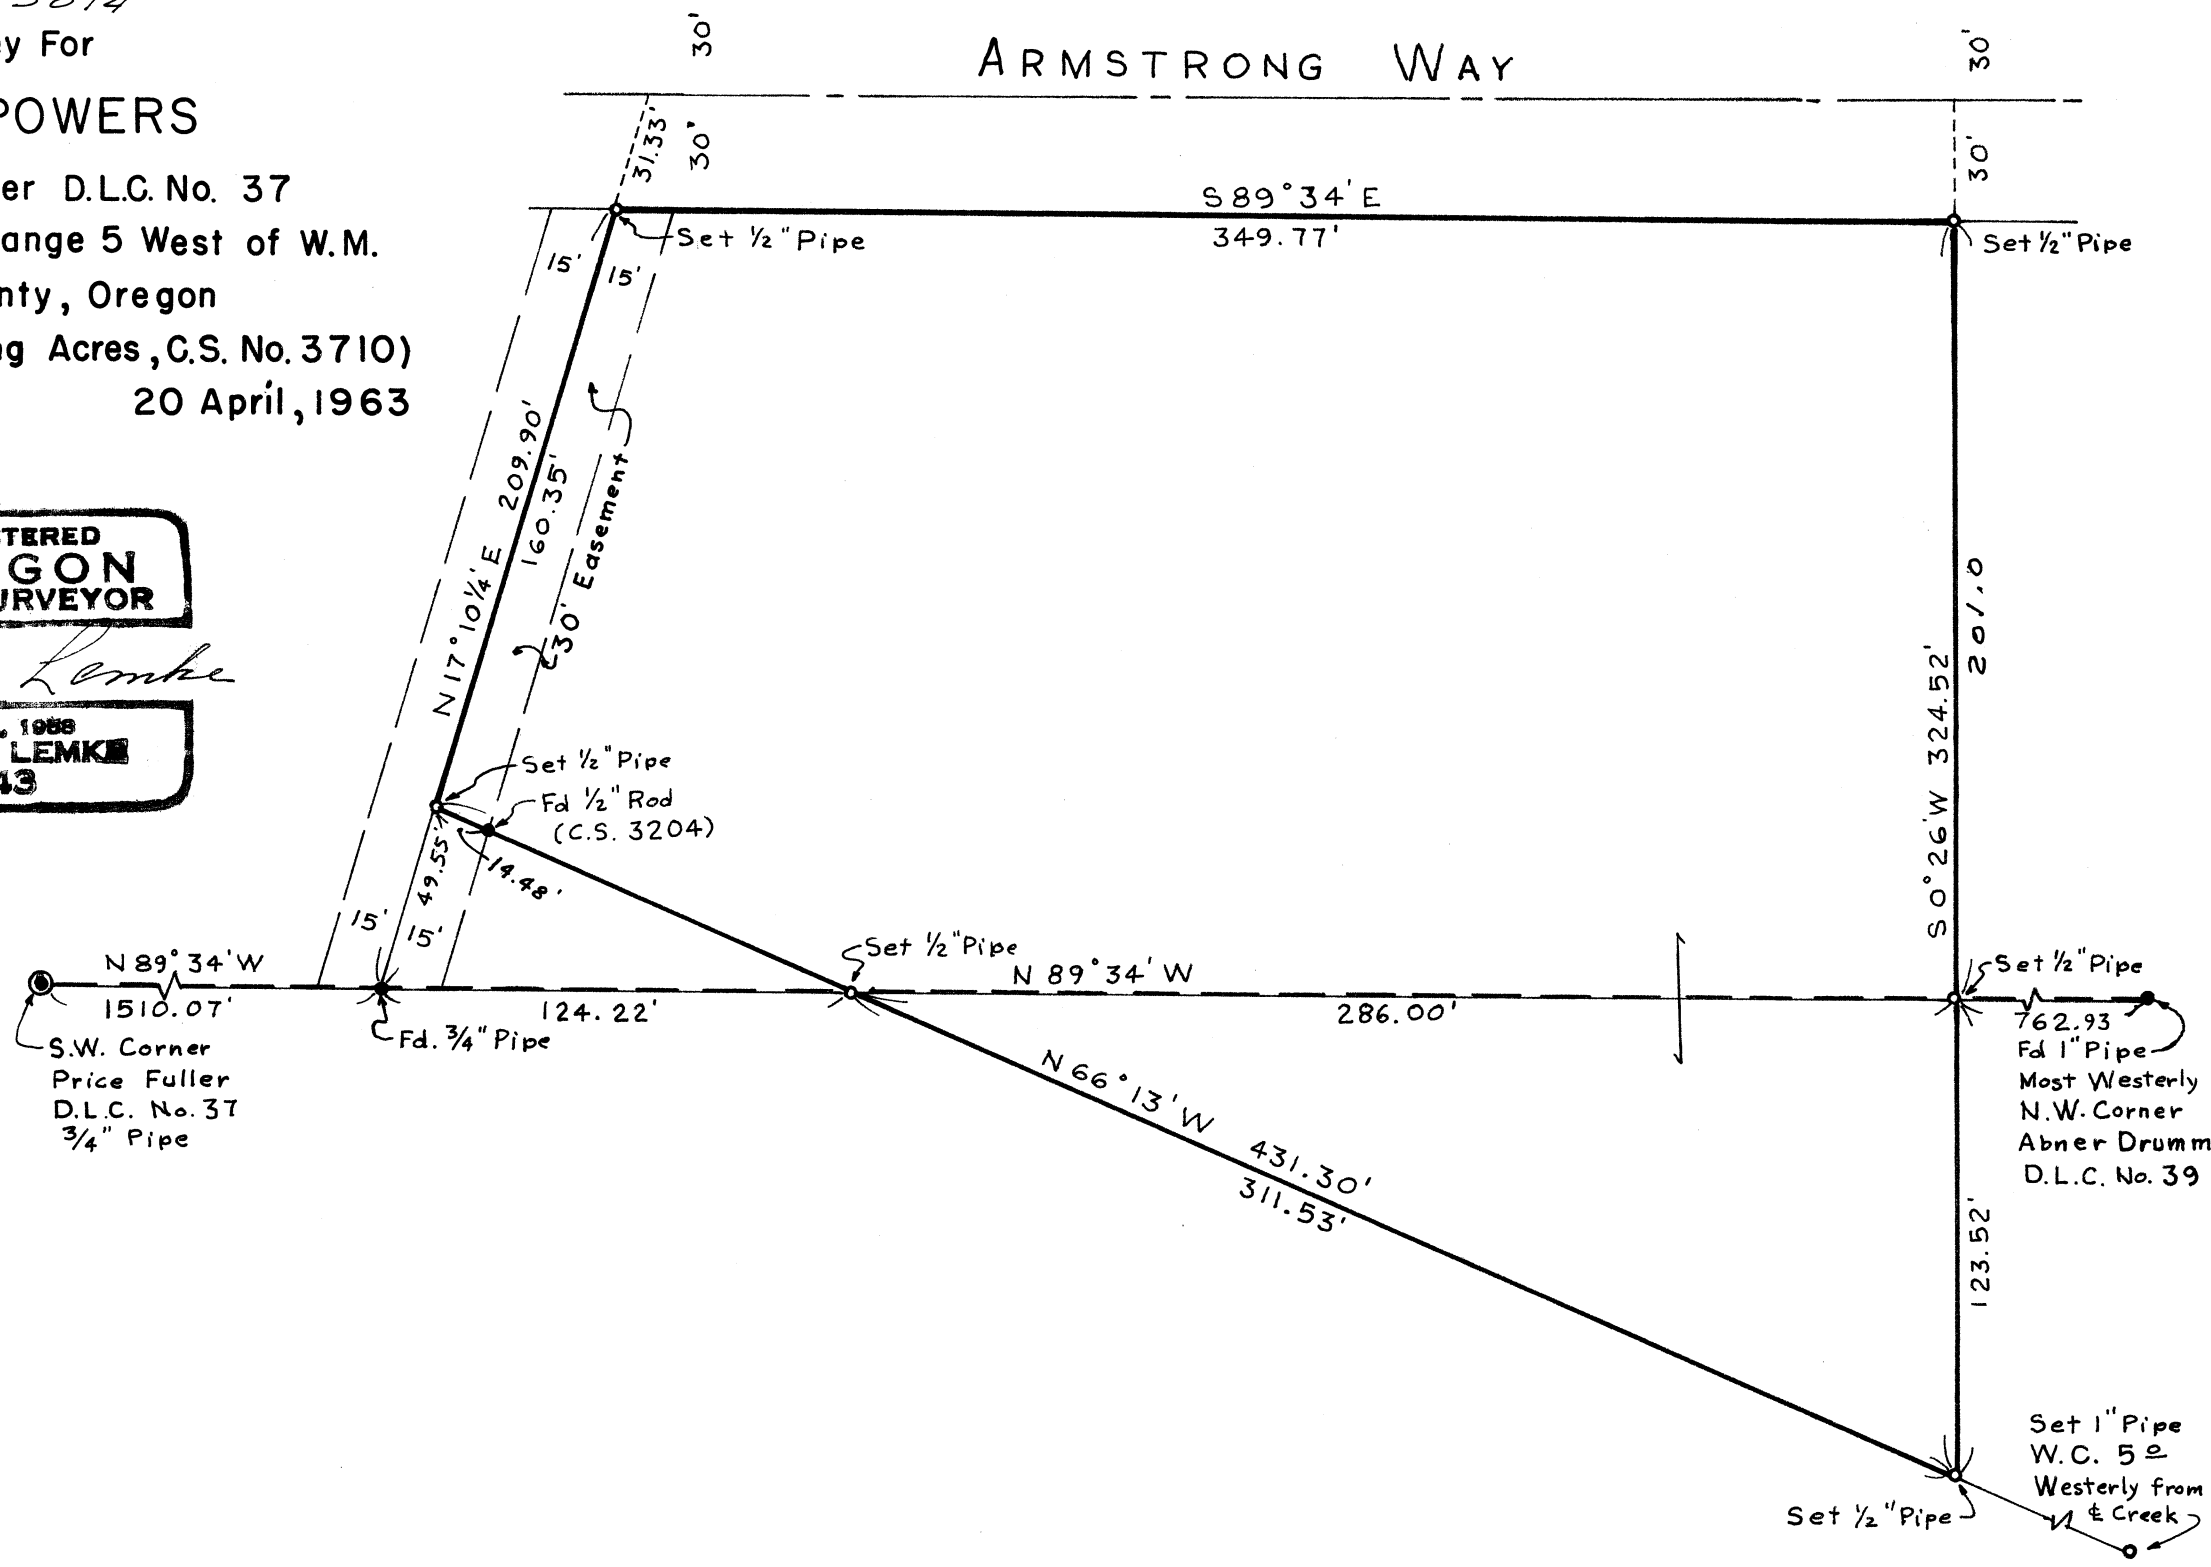 ey For
POWERS
er D.L.C. No. 37
ange 5 West of W.M.
nty, Oregon
ng Acres, C.S. No. 3710)
20 April, 1963
TERED
GON
URVEYOR
Lemke
1958
LEMKE
43
30'
ARMSTRONG WAY
30'
31.33'
30'
30'
S 89° 34' E
349.77'
Set 1/2" Pipe
Set 1/2" Pipe
15'
15'
N 17° 10 1/4' E 209.90'
160.35'
30' Easement
Set 1/2" Pipe
Fd 1/2" Rod
(C.S. 3204)
49.55'
14.48'
15'
15'
S 0° 26' W 324.52'
201.0
N 89° 34' W
1510.07'
S.W. Corner
Price Fuller
D.L.C. No. 37
3/4" Pipe
Fd. 3/4" Pipe
124.22'
Set 1/2" Pipe
N 89° 34' W
286.00'
Set 1/2" Pipe
762.93
Fd 1" Pipe
Most Westerly
N.W. Corner
Abner Drumm
D.L.C. No. 39
N 66° 13' W 431.30'
311.53'
123.52'
Set 1/2" Pipe
Set 1" Pipe
W.C. 5º
Westerly from
℄ Creek